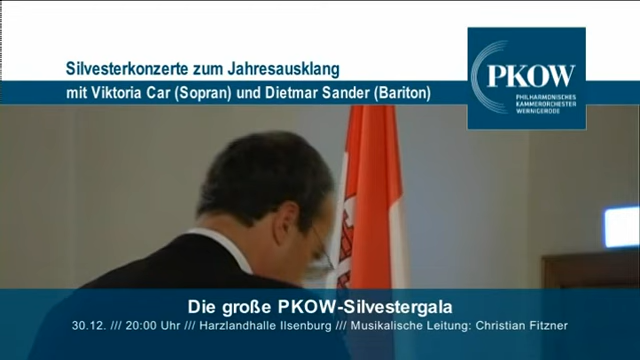 Silvesterkonzerte zum Jahresausklang
mit Viktoria Car (Sopran) und Dietmar Sander (Bariton)
PKOW
PHILHARMONISCHES
KAMMERORCHESTER
WERNIGERODE
Die große PKOW-Silvestergala
30.12. /// 20:00 Uhr /// Harzlandhalle Ilsenburg /// Musikalische Leitung: Christian Fitzner